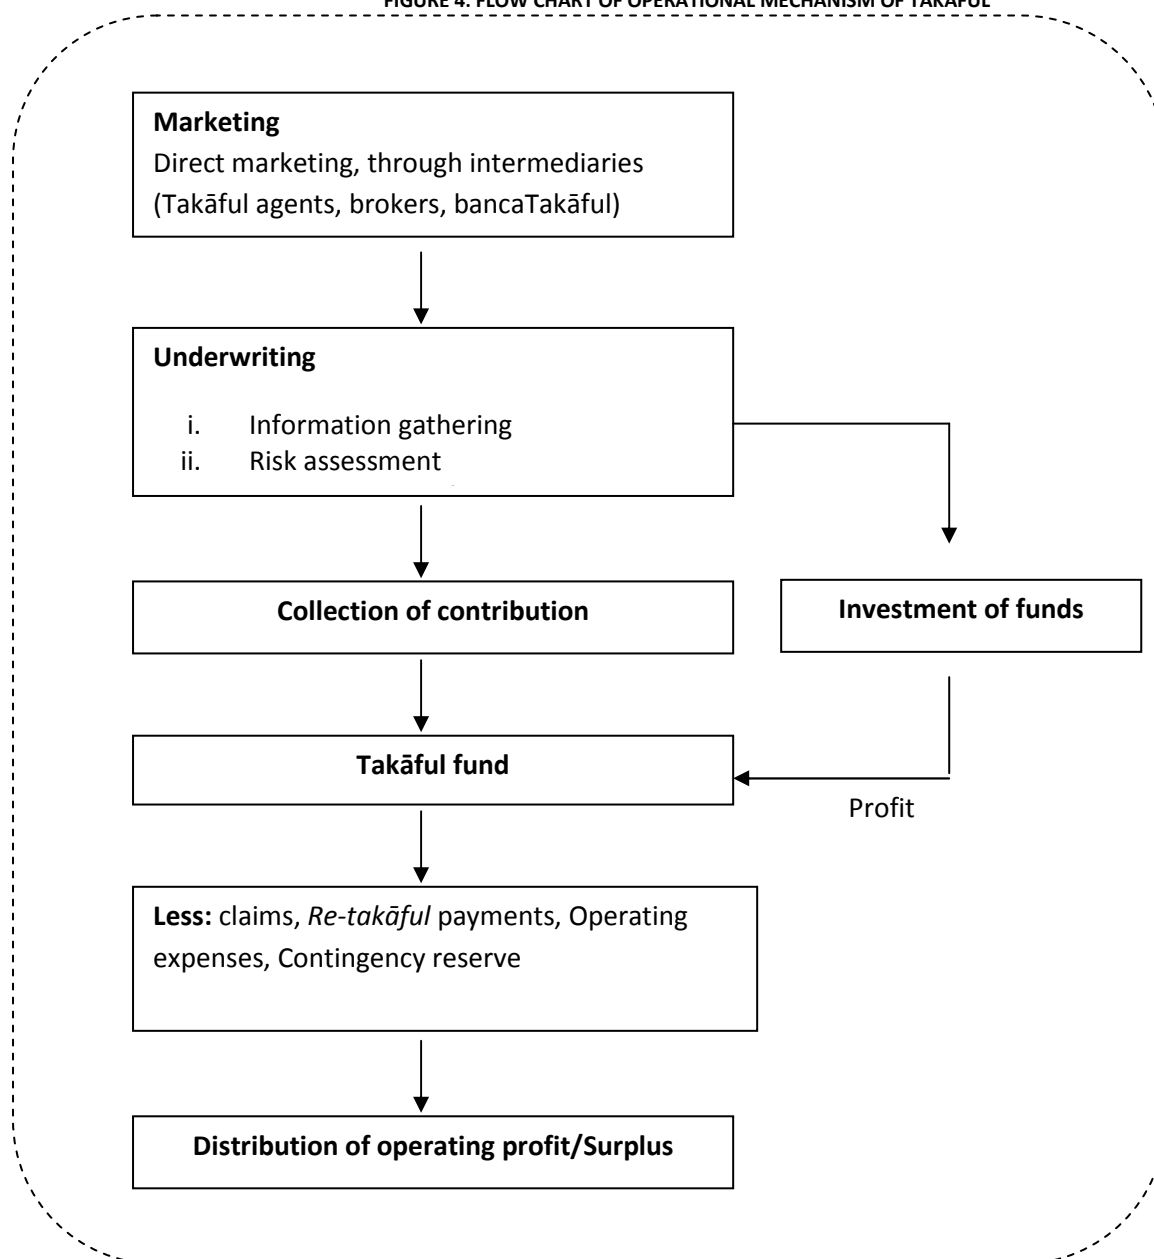 FIGURE 4. FLOW CHART OF OPERATIONAL MECHANISM OF TAKAFUL
Marketing
Direct marketing, through intermediaries
(Takāful agents, brokers, bancaTakāful)
Underwriting
i. Information gathering
ii. Risk assessment
Collection of contribution
Investment of funds
Takāful fund
Profit
Less: claims, Re-takāful payments, Operating
expenses, Contingency reserve
Distribution of operating profit/Surplus